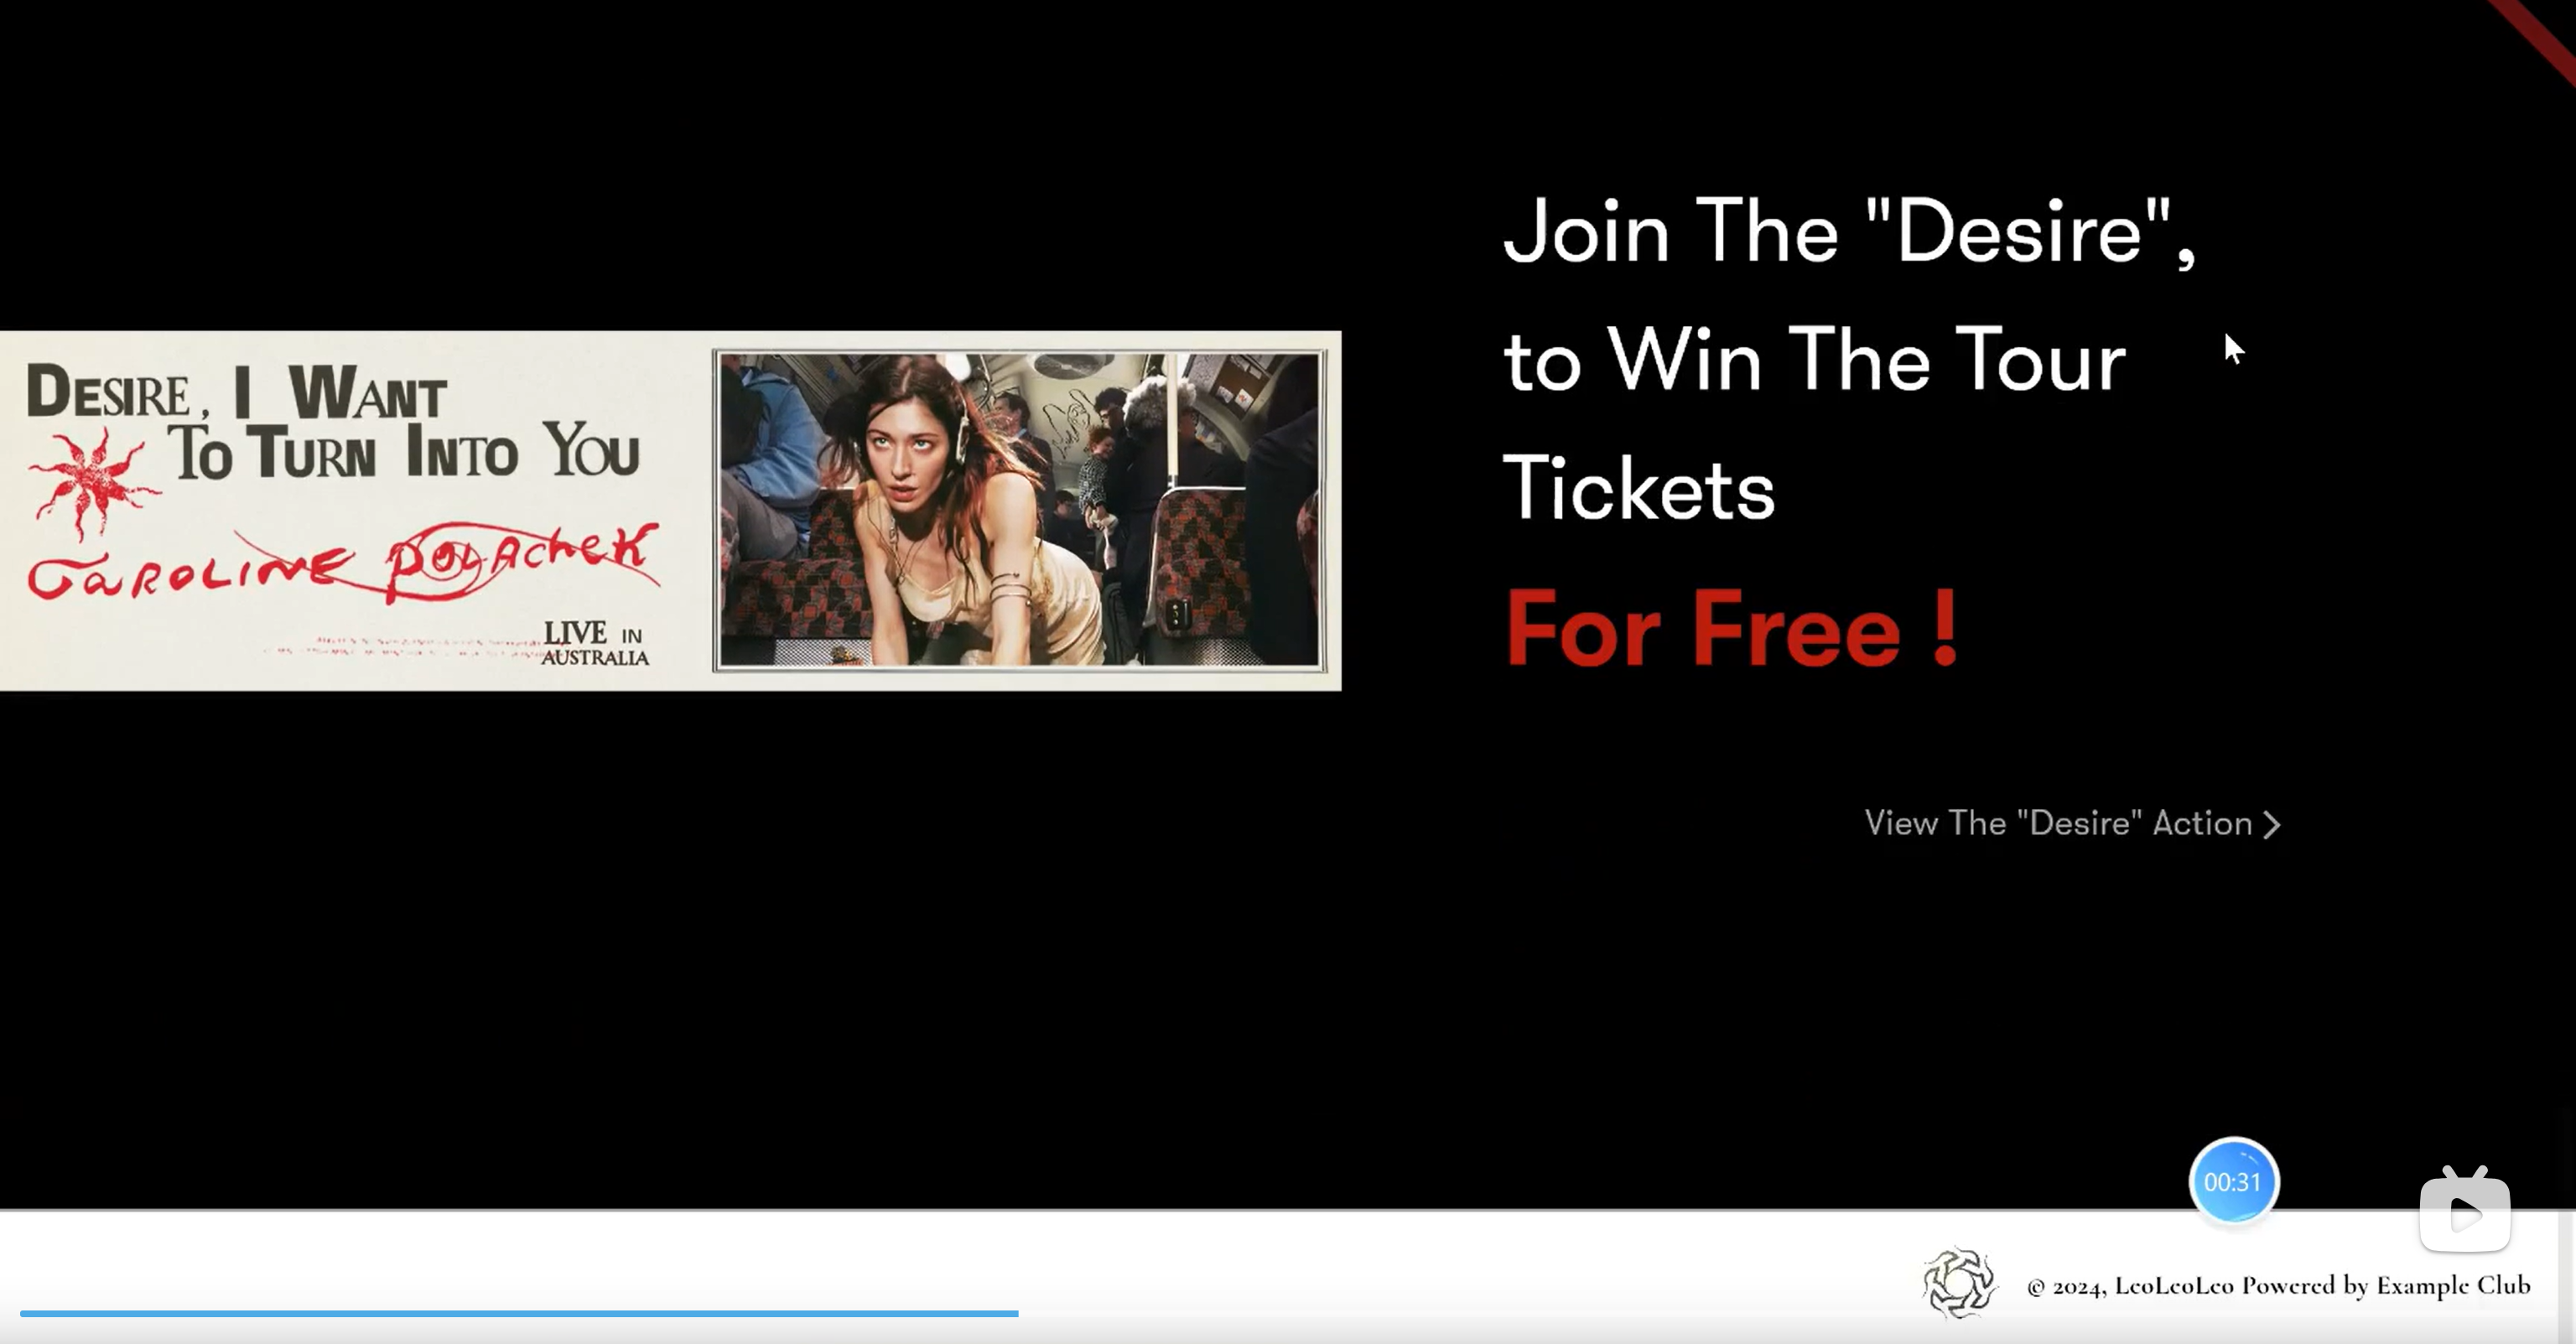 DESIRE, I WANT
TO TURN INTO YOU
CAROLINE POLACHEK
LIVE IN
AUSTRALIA
Join The "Desire",
to Win The Tour
Tickets
For Free !
View The "Desire" Action >
00:31
© 2024, LeoLeoLeo Powered by Example Club